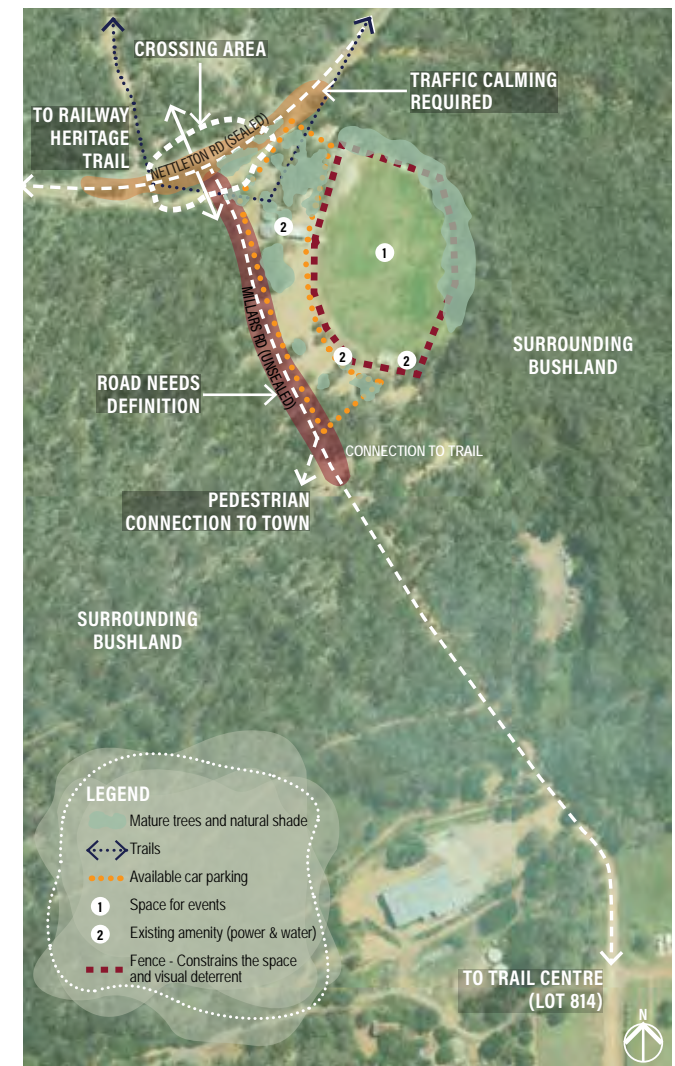 CROSSING AREA
TRAFFIC CALMING
REQUIRED
TO RAILWAY
HERITAGE
TRAIL
NETTLETON RD (SEALED)
2
1
MILLARS RD (UNSEALED)
SURROUNDING
BUSHLAND
2
2
ROAD NEEDS
DEFINITION
CONNECTION TO TRAIL
PEDESTRIAN
CONNECTION TO TOWN
SURROUNDING
BUSHLAND
LEGEND
Mature trees and natural shade
Trails
Available car parking
1 Space for events
2 Existing amenity (power & water)
Fence - Constrains the space
and visual deterrent
TO TRAIL CENTRE
(LOT 814)
N